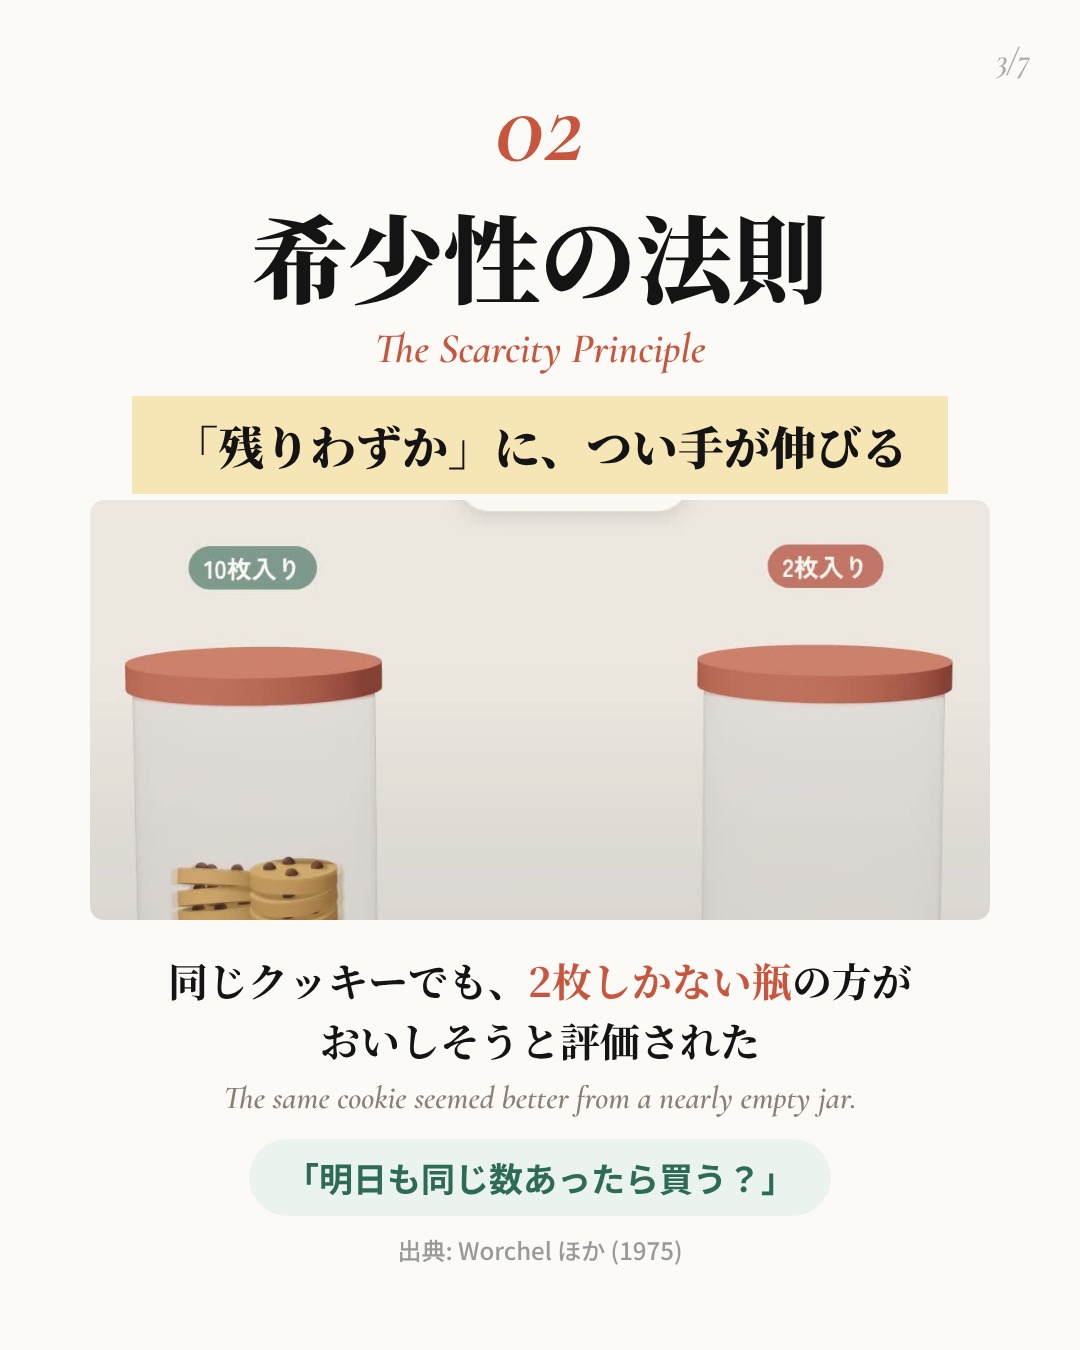 3/7
02
希少性の法則
The Scarcity Principle
「残りわずか」に、つい手が伸びる
10枚入り
2枚入り
同じクッキーでも、2枚しかない瓶の方が
おいしそうと評価された
The same cookie seemed better from a nearly empty jar.
「明日も同じ数あったら買う？」
出典: Worchel ほか (1975)